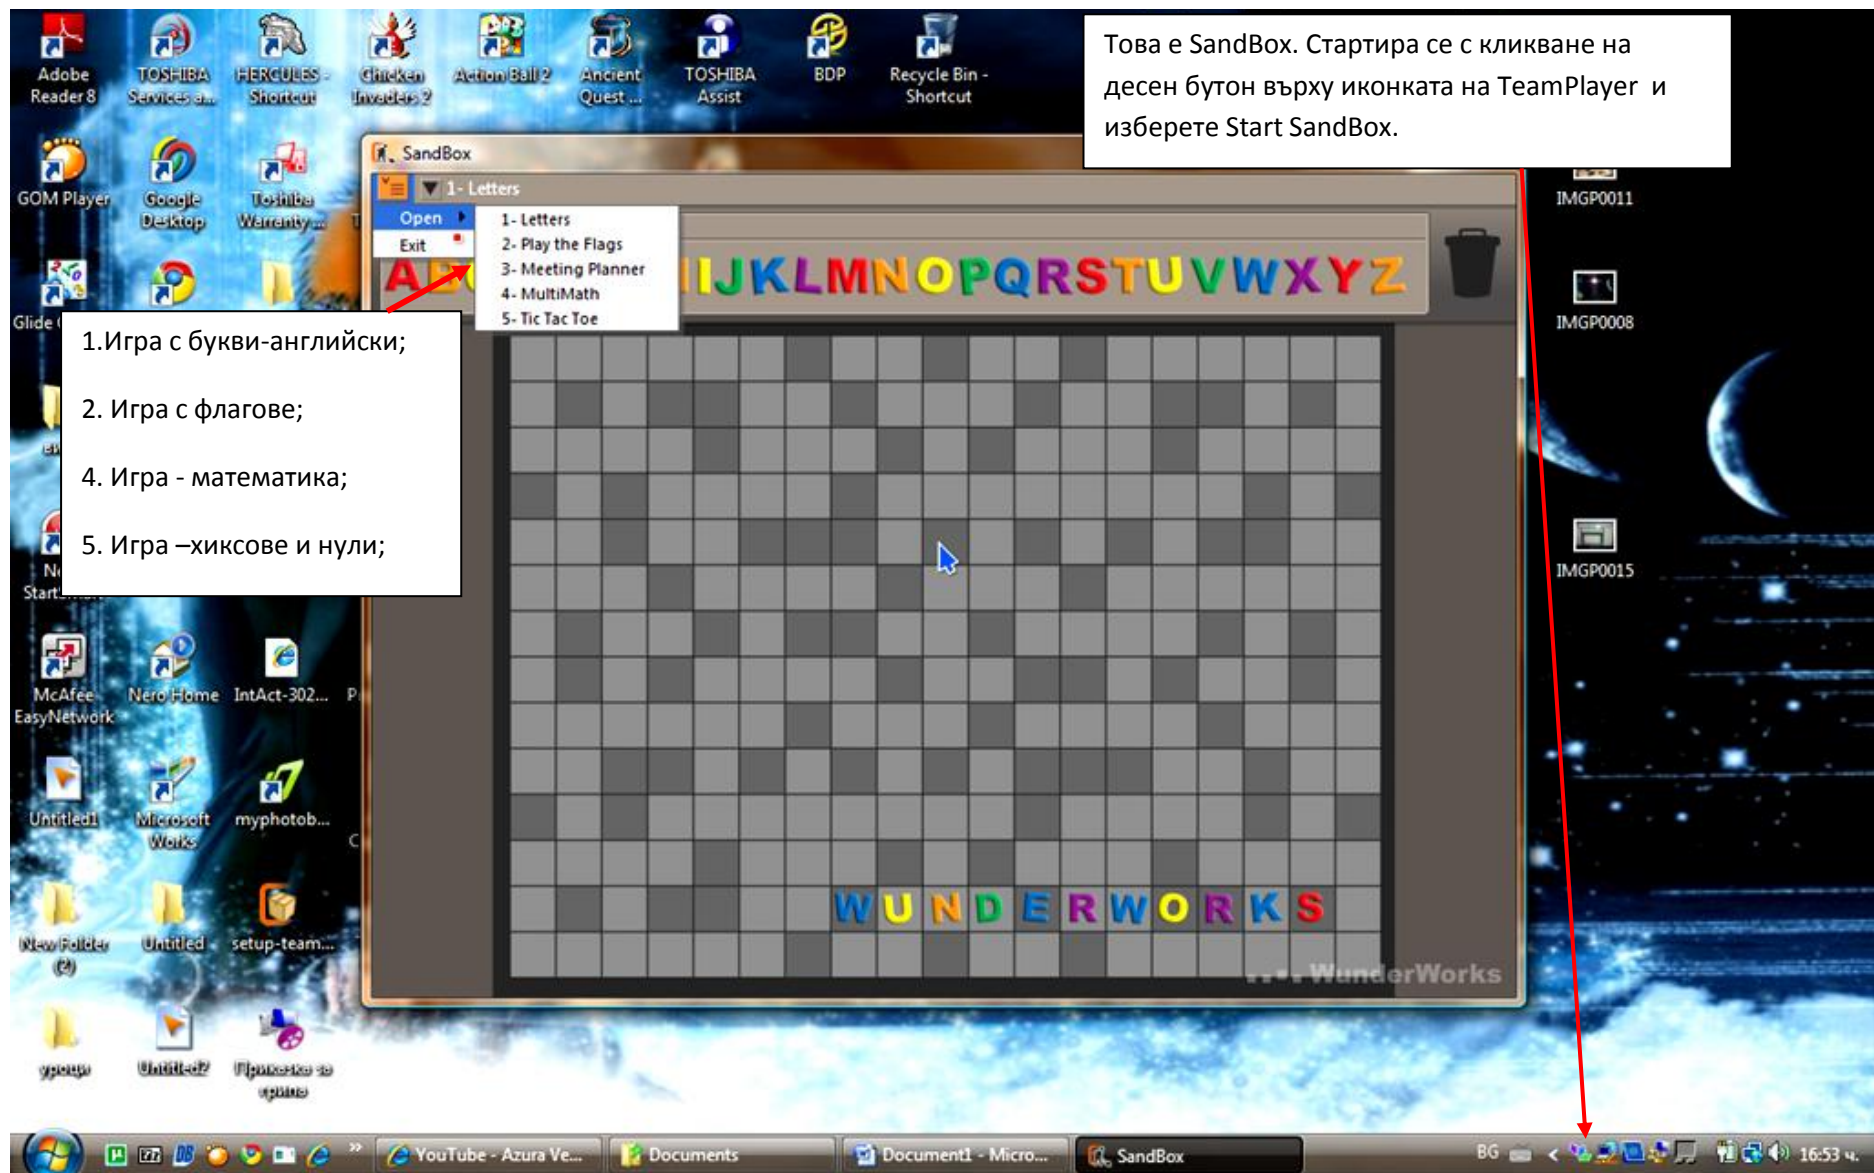 Adobe
Reader 8
TOSHIBA
Services a...
HERCULES -
Shortcut
Chicken
Invaders 2
Action Ball 2
Ancient
Quest ...
TOSHIBA
Assist
BDP
Recycle Bin -
Shortcut
Това е SandBox. Стартира се с кликване на
десен бутон върху иконката на TeamPlayer и
изберете Start SandBox.
GOM Player
Google
Desktop
Toshiba
Warranty ...
SandBox
1- Letters
Open
Exit
1- Letters
2- Play the Flags
3- Meeting Planner
4- MultiMath
5- Tic Tac Toe
A B I J K L M N O P Q R S T U V W X Y Z
IMGP0011
IMGP0008
IMGP0015
Glide
1.Игра с букви-английски;
2. Игра с флагове;
4. Игра - математика;
5. Игра –хиксове и нули;
McAfee
EasyNetwork
Nero Home
IntAct-302...
Untitled1
Microsoft
Works
myphotob...
New Folder
(2)
Untitled
setup-team...
WUNDERWORKS
WunderWorks
уроци
Untitled2
Приказка за
YouTube - Azura Ve...
Documents
Document1 - Micro...
SandBox
BG
16:53 ч.